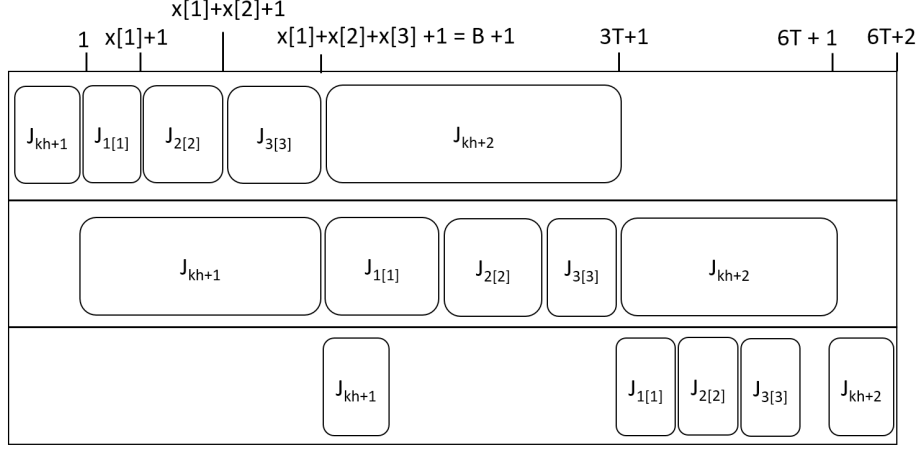 x[1]+x[2]+1
1 x[1]+1 x[1]+x[2]+x[3] +1 = B +1 3T+1 6T + 1 6T+2
J_{kh+1} J_{1[1]} J_{2[2]} J_{3[3]} J_{kh+2}
J_{kh+1} J_{1[1]} J_{2[2]} J_{3[3]} J_{kh+2}
J_{kh+1} J_{1[1]} J_{2[2]} J_{3[3]} J_{kh+2}